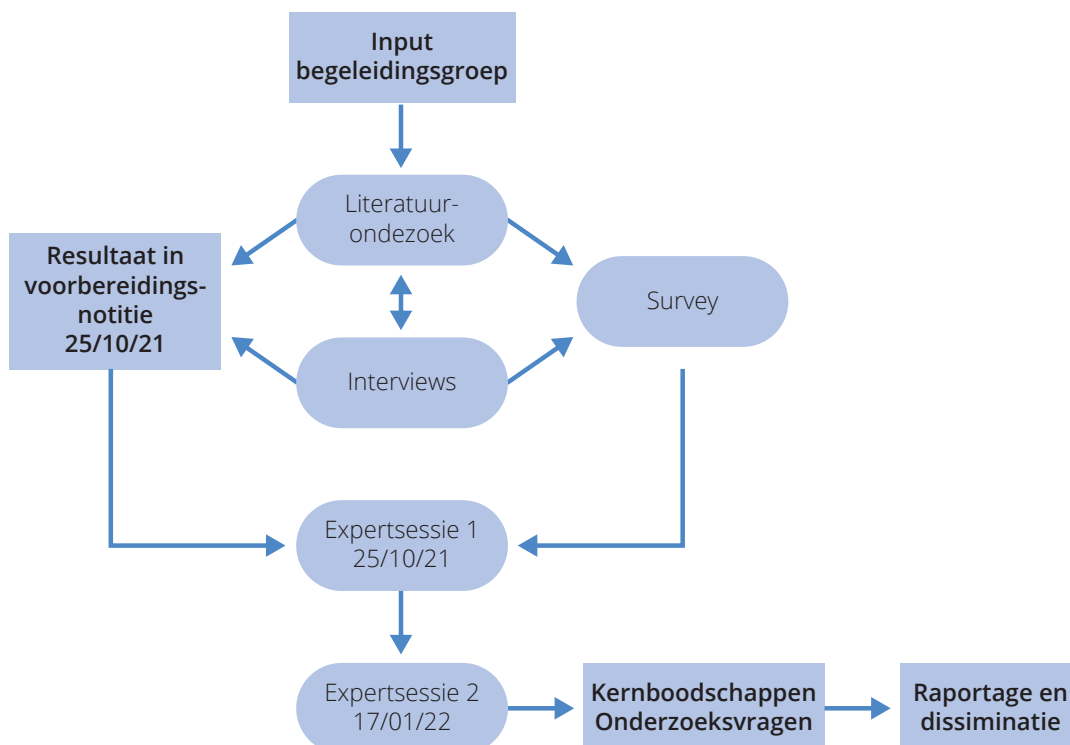 Input
begeleidingsgroep
Literatuur-
ondezoek
Resultaat in
voorbereidings-
notitie
25/10/21
Survey
Interviews
Expertsessie 1
25/10/21
Expertsessie 2
17/01/22
Kernboodschappen
Onderzoeksvragen
Raportage en
dissiminatie